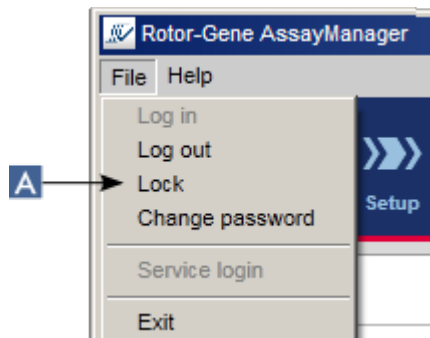 Rotor-Gene AssayManager
File Help
Log in
Log out
A
Lock
Setup
Change password
Service login
Exit